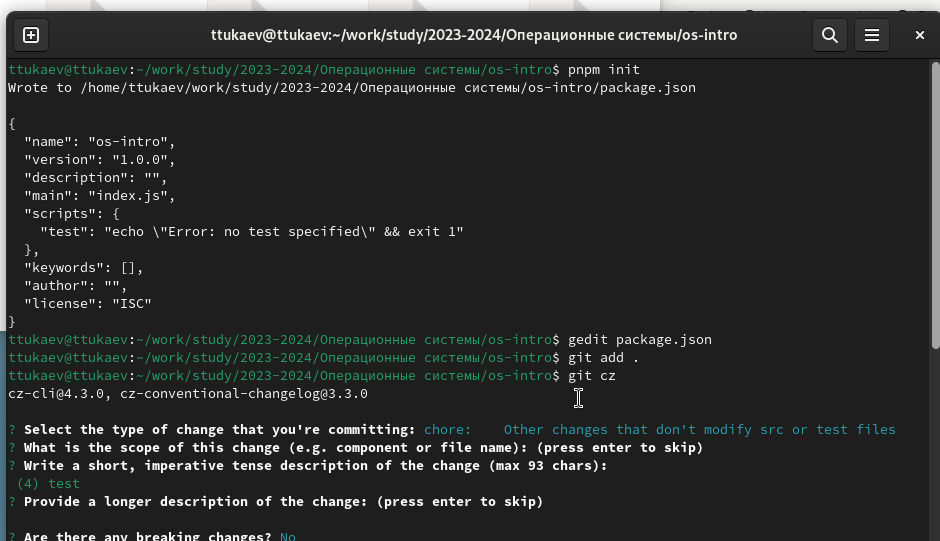 ttukaev@ttukaev:~/work/study/2023-2024/Операционные системы/os-intro
ttukaev@ttukaev:~/work/study/2023-2024/Операционные системы/os-intro$ pnpm init
Wrote to /home/ttukaev/work/study/2023-2024/Операционные системы/os-intro/package.json
{
  "name": "os-intro",
  "version": "1.0.0",
  "description": "",
  "main": "index.js",
  "scripts": {
    "test": "echo \"Error: no test specified\" && exit 1"
  },
  "keywords": [],
  "author": "",
  "license": "ISC"
}
ttukaev@ttukaev:~/work/study/2023-2024/Операционные системы/os-intro$ gedit package.json
ttukaev@ttukaev:~/work/study/2023-2024/Операционные системы/os-intro$ git add .
ttukaev@ttukaev:~/work/study/2023-2024/Операционные системы/os-intro$ git cz
cz-cli@4.3.0, cz-conventional-changelog@3.3.0
? Select the type of change that you're committing: chore:    Other changes that don't modify src or test files
? What is the scope of this change (e.g. component or file name): (press enter to skip)
? Write a short, imperative tense description of the change (max 93 chars):
 (4) test
? Provide a longer description of the change: (press enter to skip)
? Are there any breaking changes? No